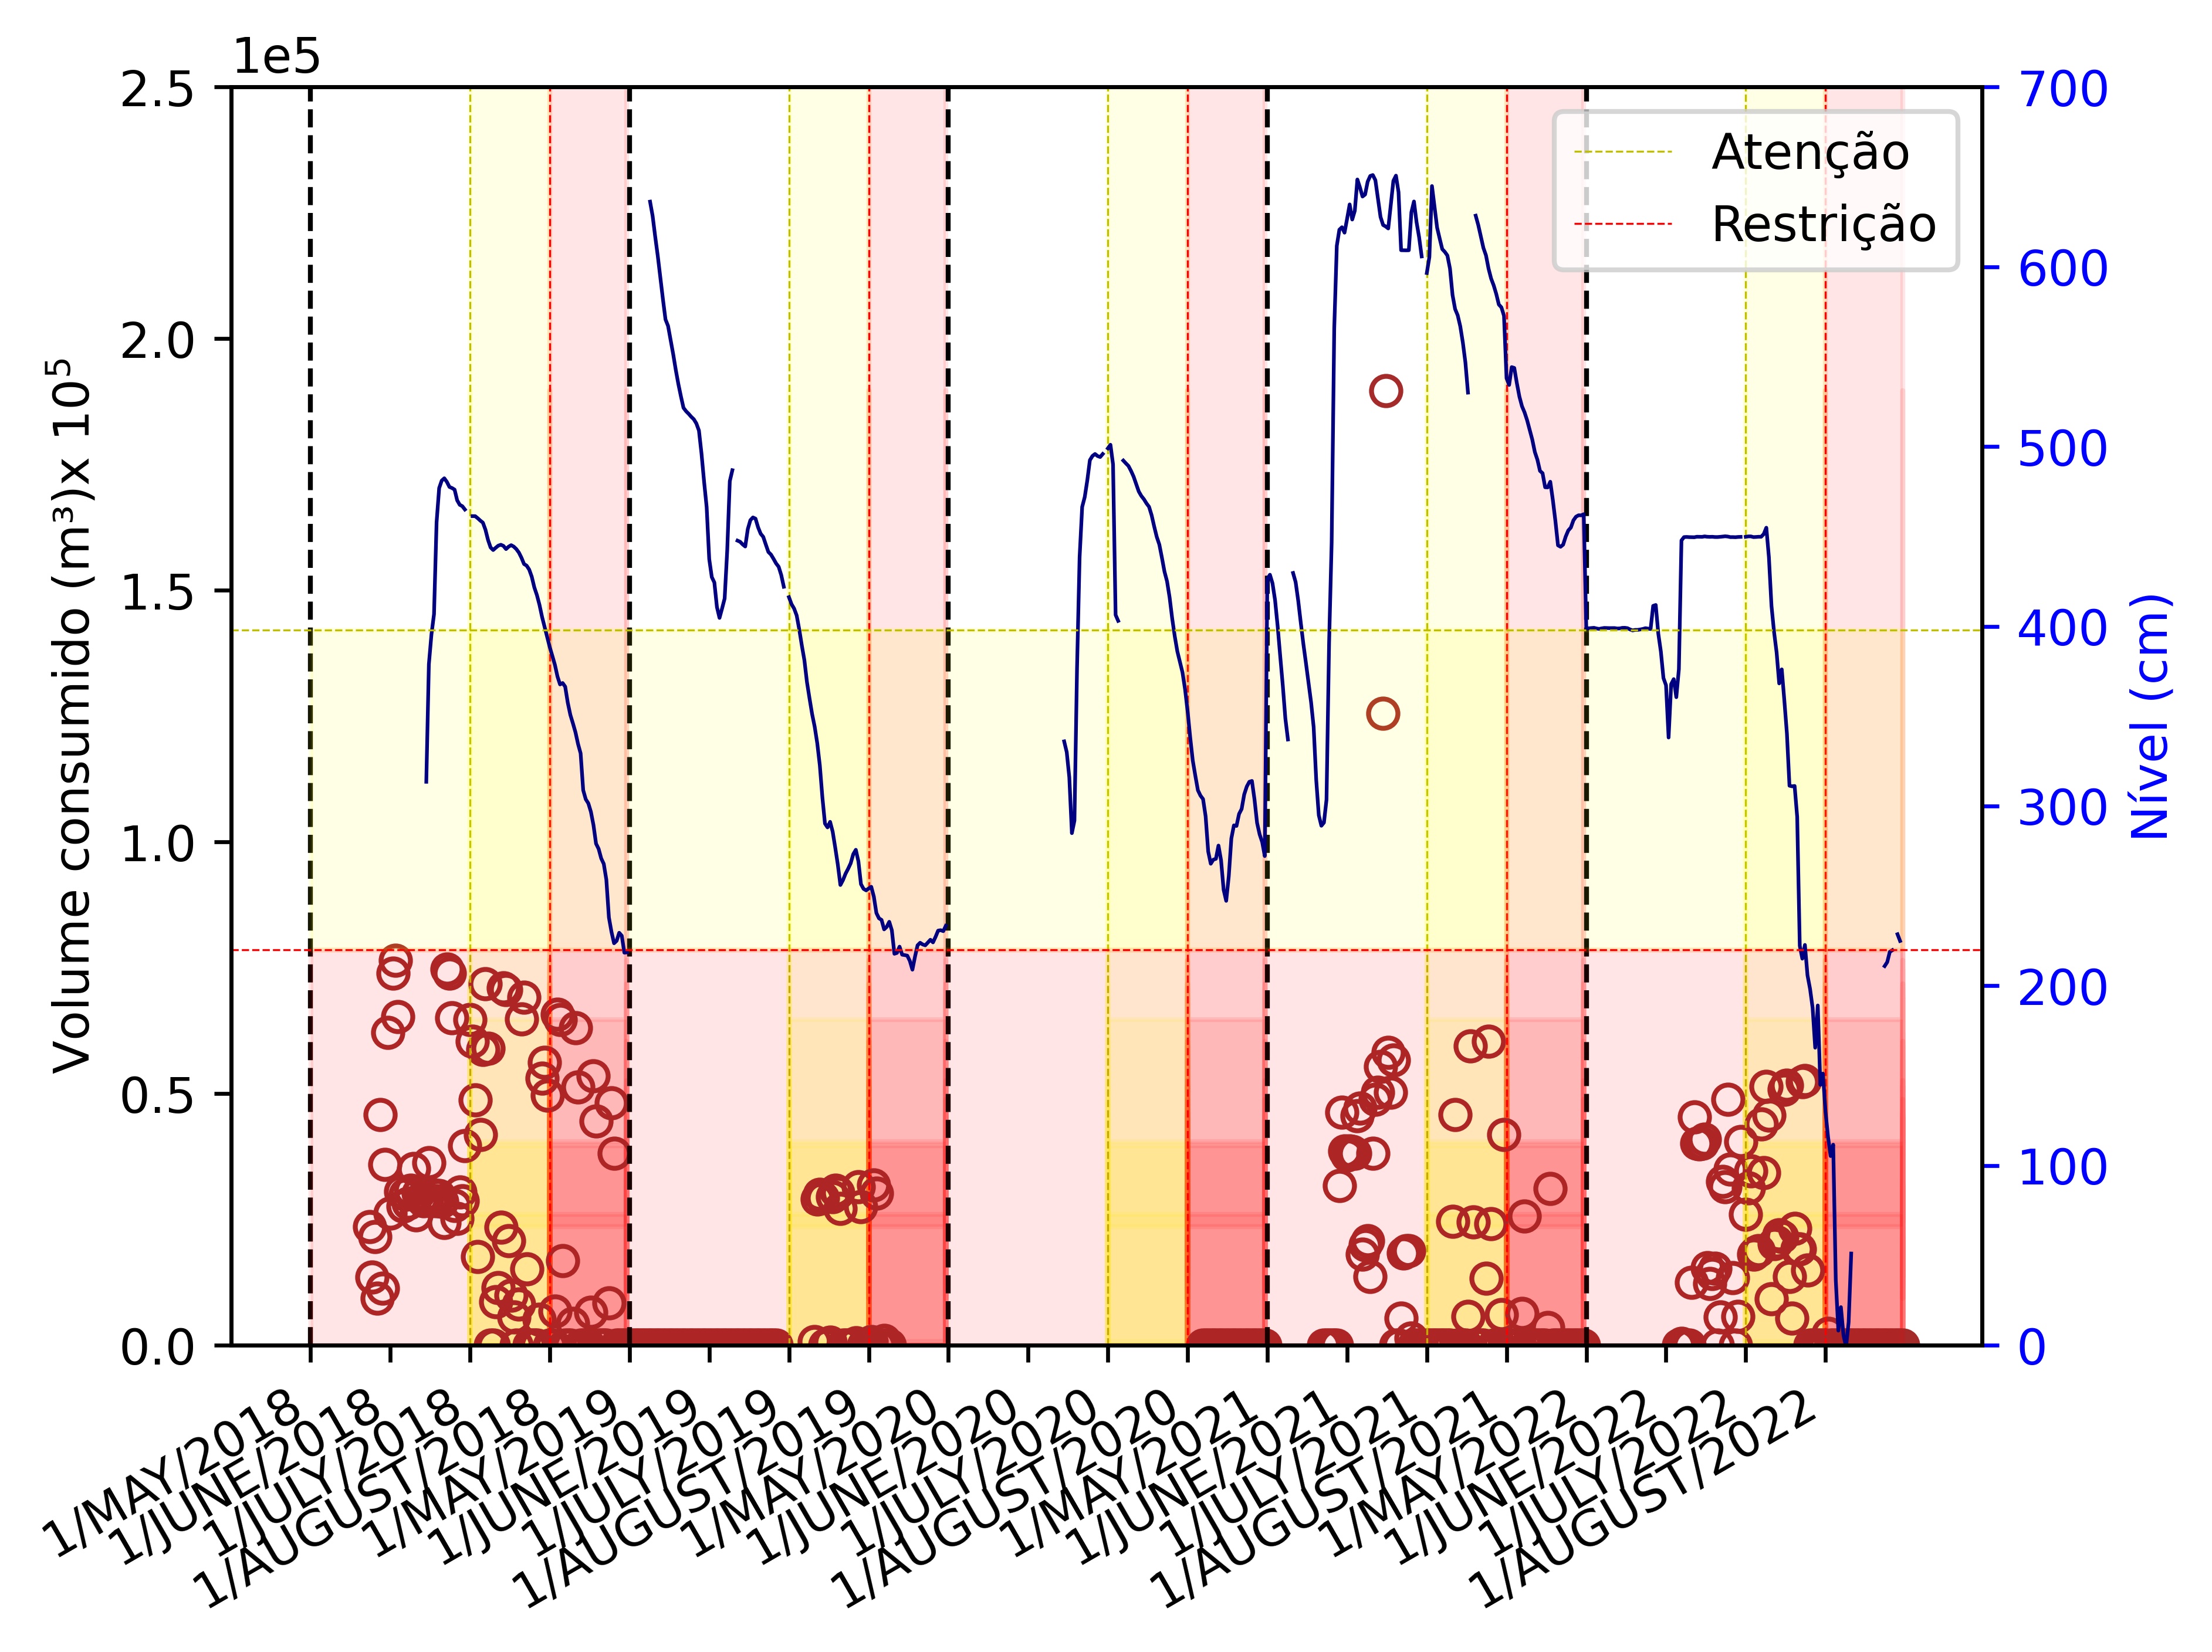 1e5
2.5
2.0
1.5
1.0
0.5
0.0
Volume consumido (m³)x 10⁵
700
600
500
400
300
200
100
0
Nível (cm)
Atenção
Restrição
1/MAY/2018
1/JUNE/2018
1/JULY/2018
1/AUGUST/2018
1/MAY/2019
1/JUNE/2019
1/JULY/2019
1/AUGUST/2019
1/MAY/2020
1/JUNE/2020
1/JULY/2020
1/AUGUST/2020
1/MAY/2021
1/JUNE/2021
1/JULY/2021
1/AUGUST/2021
1/MAY/2022
1/JUNE/2022
1/JULY/2022
1/AUGUST/2022